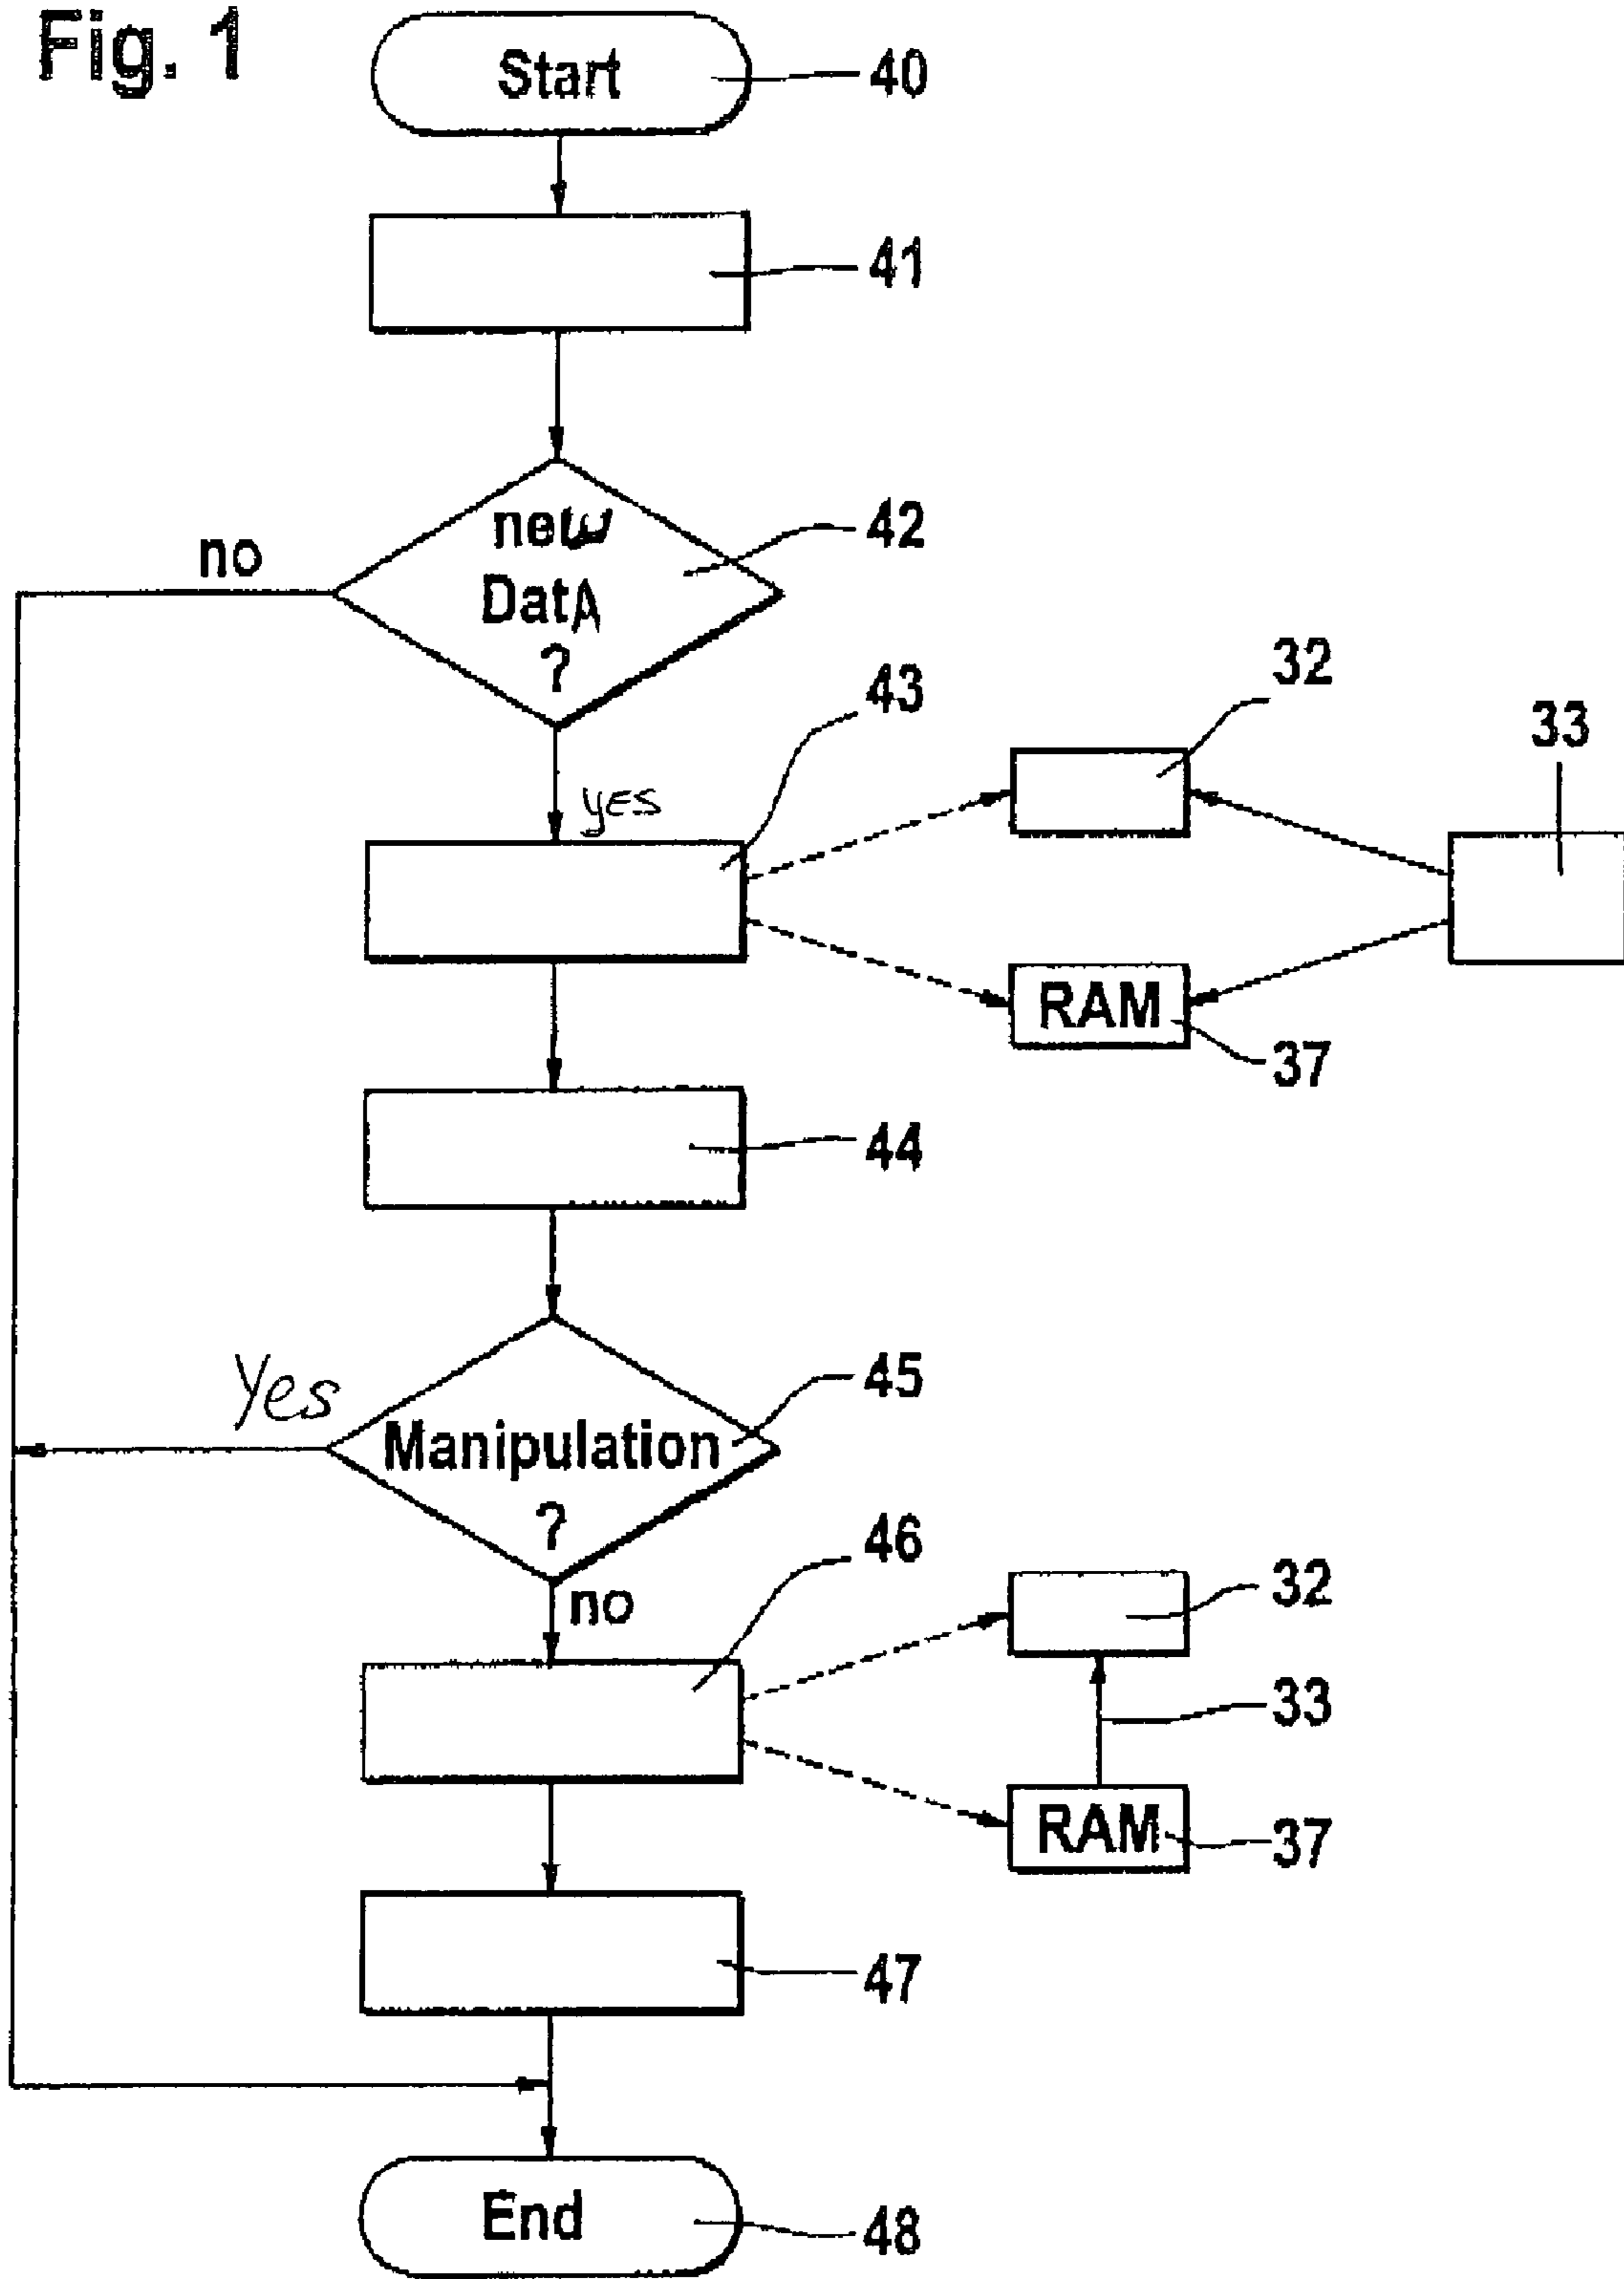 Fig. 1
Start
40
41
new
DatA
?
42
no
yes
43
32
33
RAM
37
44
Manipulation
?
45
Yes
no
46
32
33
RAM
37
47
End
48